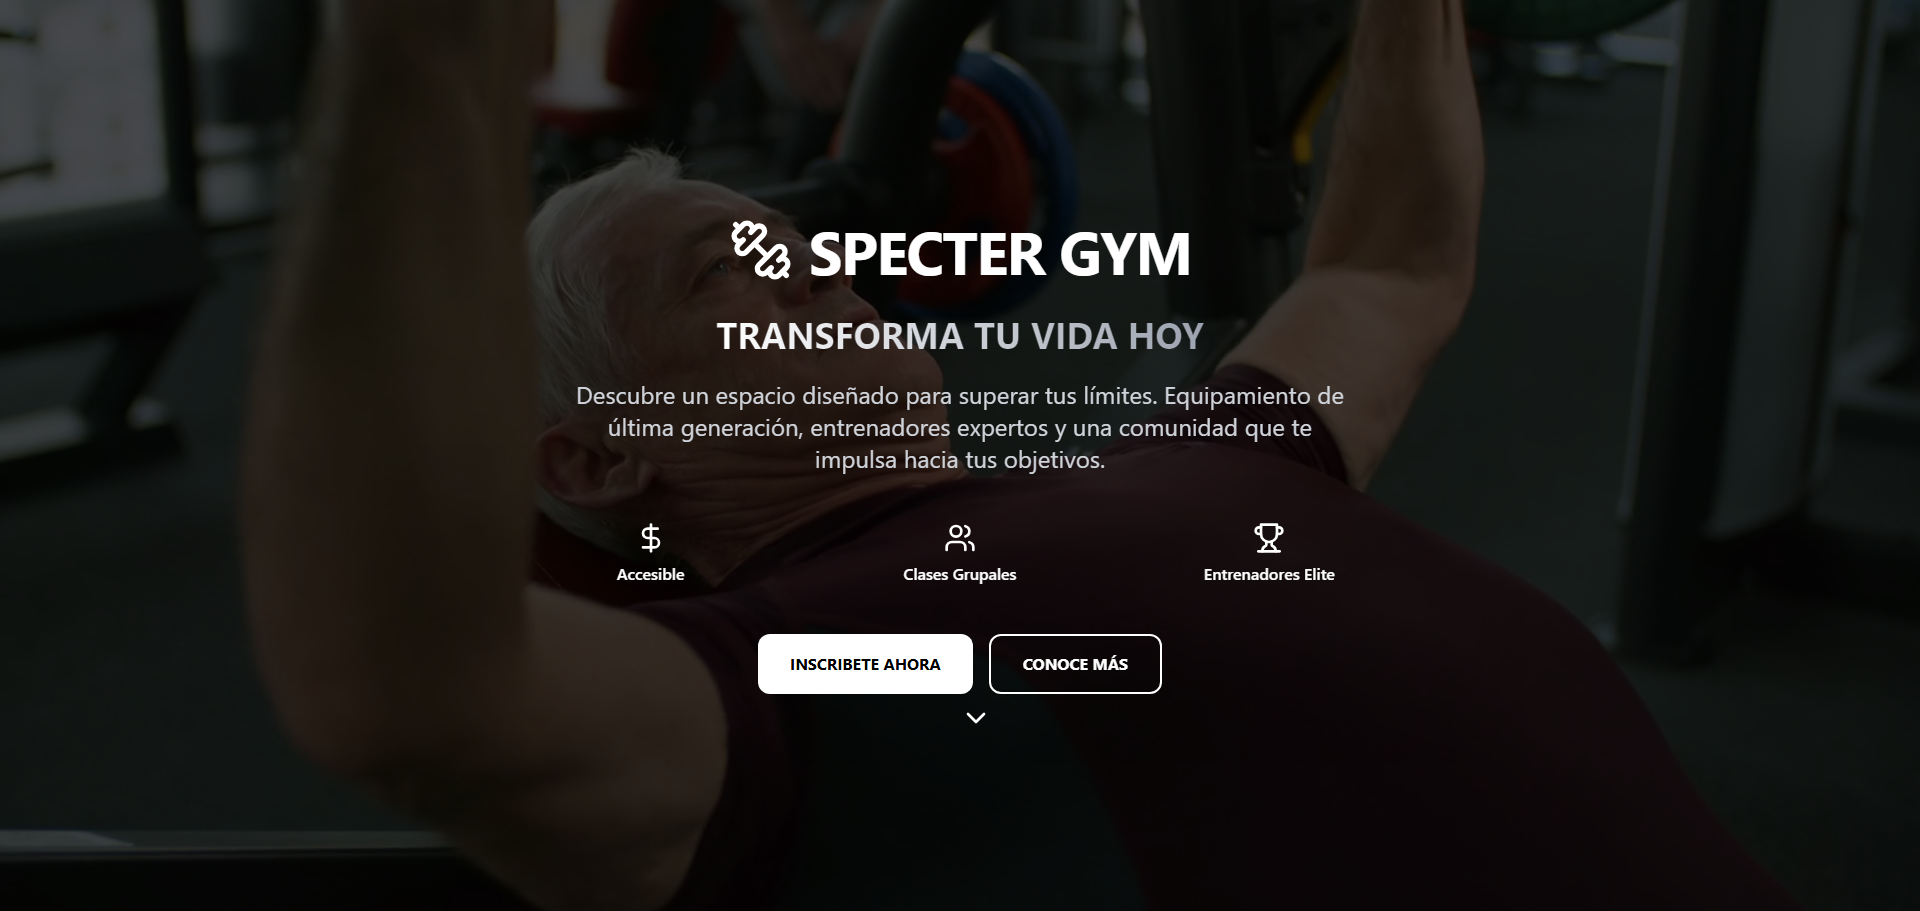 SPECTER GYM
TRANSFORMA TU VIDA HOY
Descubre un espacio diseñado para superar tus límites. Equipamiento de
última generación, entrenadores expertos y una comunidad que te
impulsa hacia tus objetivos.
Accesible
Clases Grupales
Entrenadores Elite
INSCRIBETE AHORA
CONOCE MÁS